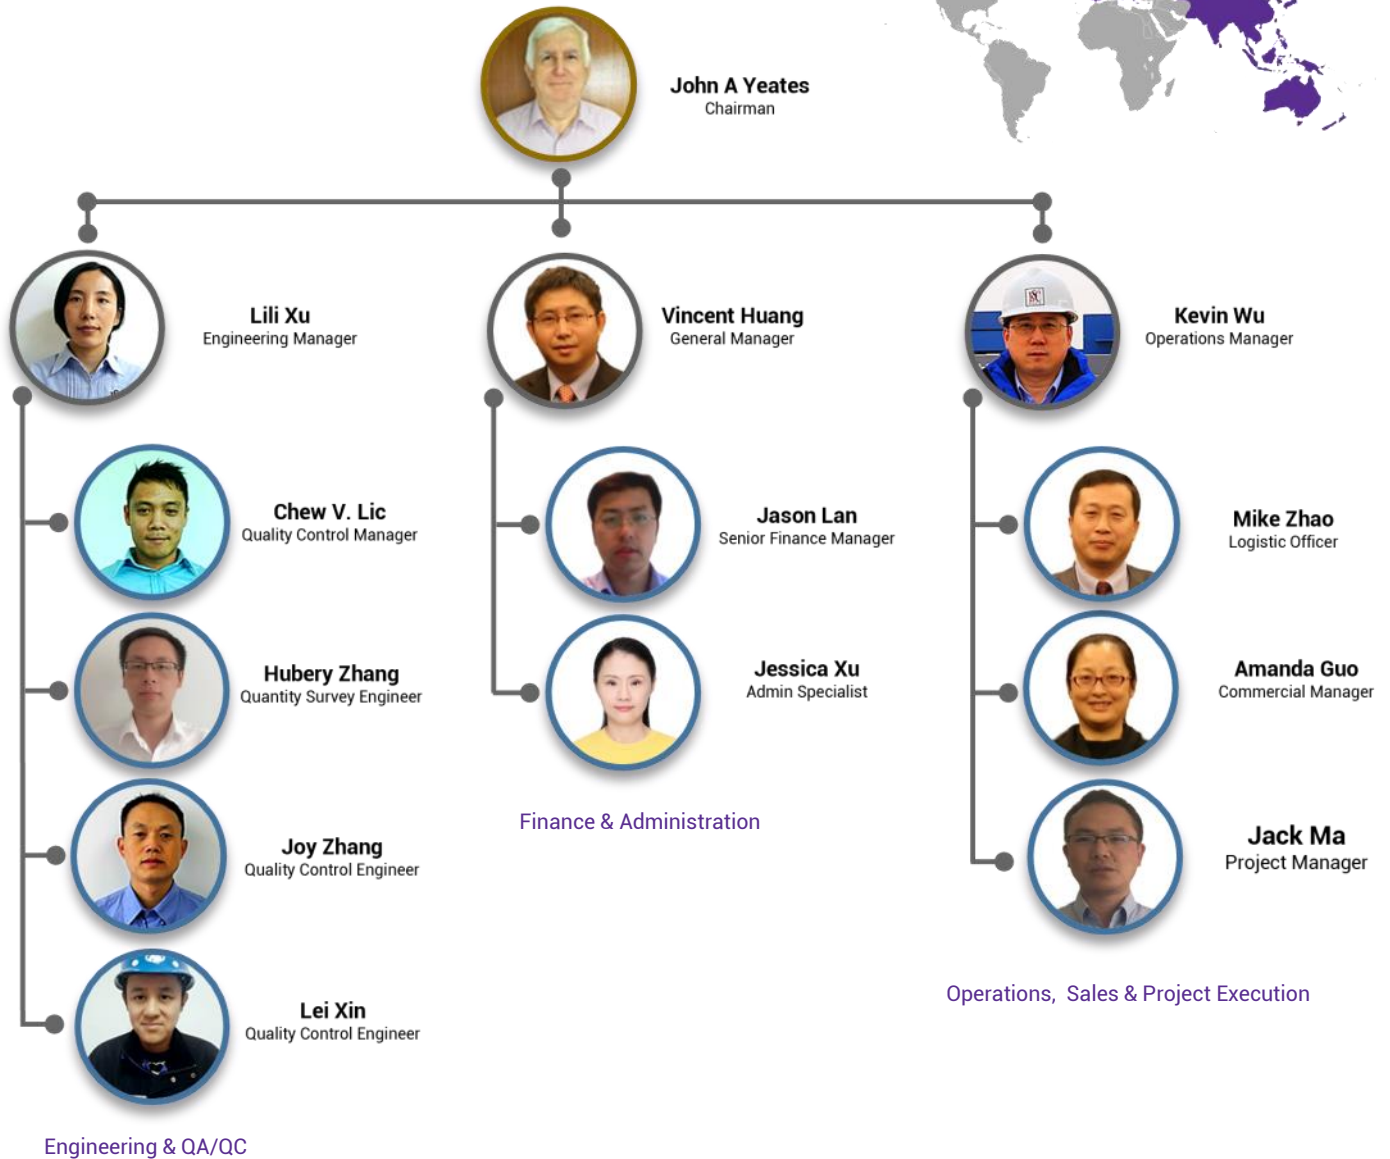 John A Yeates
Chairman
Lili Xu
Engineering Manager
Vincent Huang
General Manager
Kevin Wu
Operations Manager
Chew V. Lic
Quality Control Manager
Hubery Zhang
Quantity Survey Engineer
Joy Zhang
Quality Control Engineer
Lei Xin
Quality Control Engineer
Engineering & QA/QC
Jason Lan
Senior Finance Manager
Jessica Xu
Admin Specialist
Finance & Administration
Mike Zhao
Logistic Officer
Amanda Guo
Commercial Manager
Jack Ma
Project Manager
Operations, Sales & Project Execution